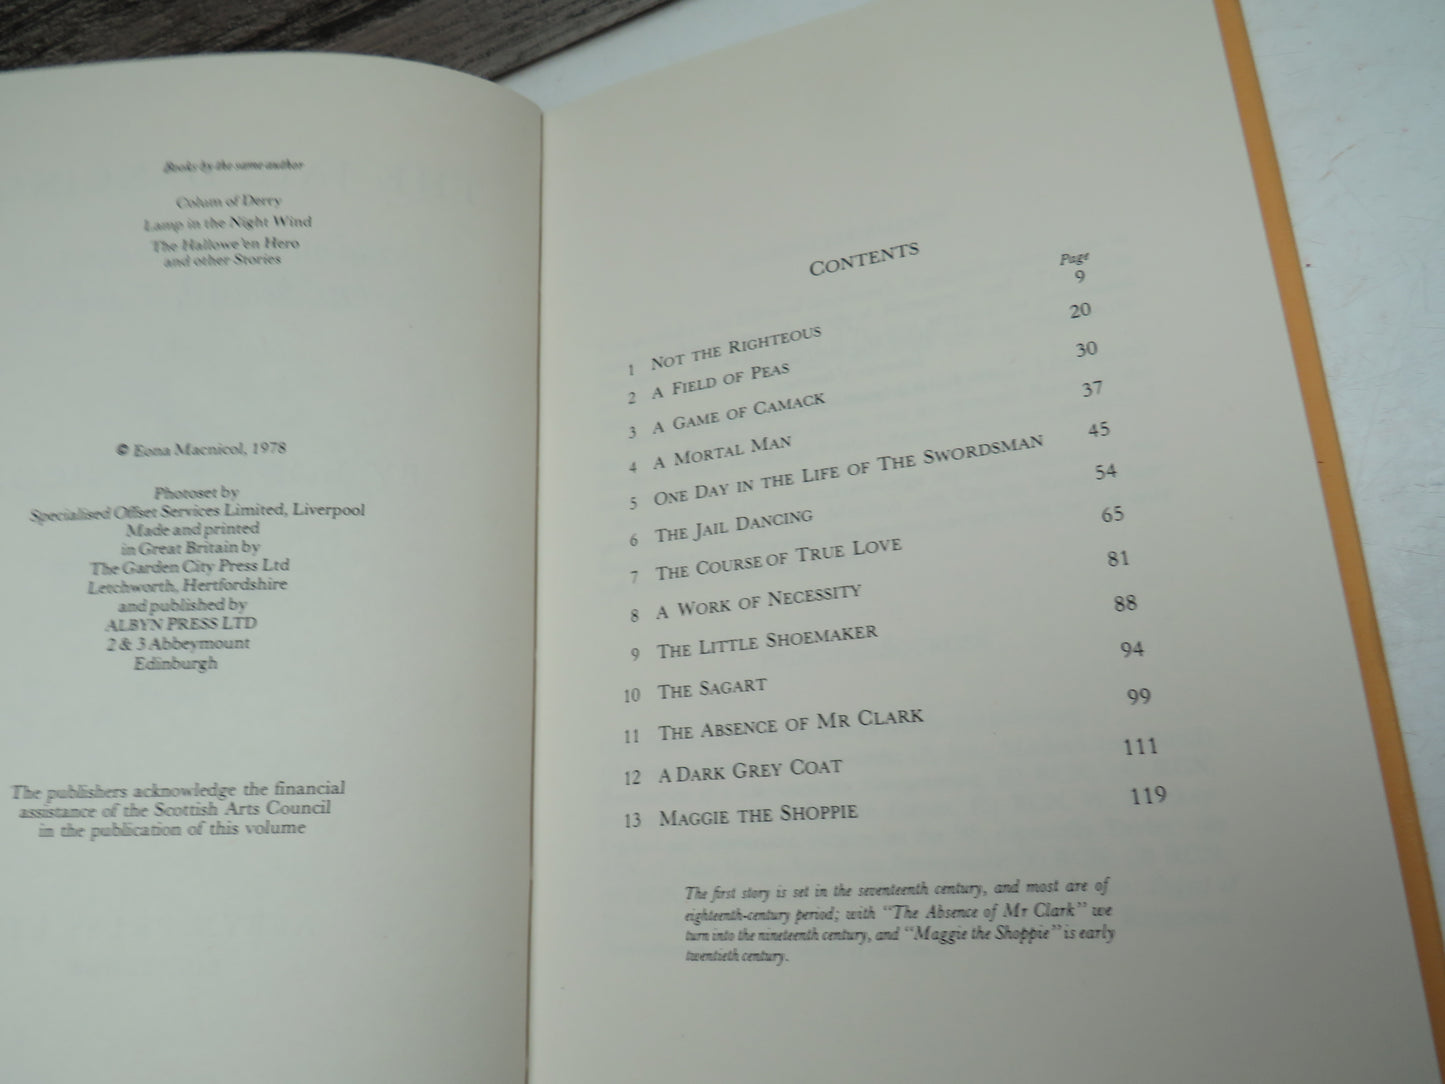 Books by the same author
Colum of Derry
Lamp in the Night Wind
The Hallowe'en Hero
and other Stories
© Eona Macnicol, 1978
Photoset by
Specialised Offset Services Limited, Liverpool
Made and printed
in Great Britain by
The Garden City Press Ltd
Letchworth, Hertfordshire
and published by
ALBYN PRESS LTD
2 & 3 Abbeymount
Edinburgh
The publishers acknowledge the financial
assistance of the Scottish Arts Council
in the publication of this volume
CONTENTS
Page
1 NOT THE RIGHTEOUS 9
2 A FIELD OF PEAS 20
3 A GAME OF CAMACK 30
4 A MORTAL MAN 37
5 ONE DAY IN THE LIFE OF THE SWORDSMAN 45
6 THE JAIL DANCING 54
7 THE COURSE OF TRUE LOVE 65
8 A WORK OF NECESSITY 81
9 THE LITTLE SHOEMAKER 88
10 THE SAGART 94
11 THE ABSENCE OF MR CLARK 99
12 A DARK GREY COAT 111
13 MAGGIE THE SHOPPIE 119
The first story is set in the seventeenth century, and most are of
eighteenth-century period; with "The Absence of Mr Clark" we
turn into the nineteenth century, and "Maggie the Shoppie" is early
twentieth century.